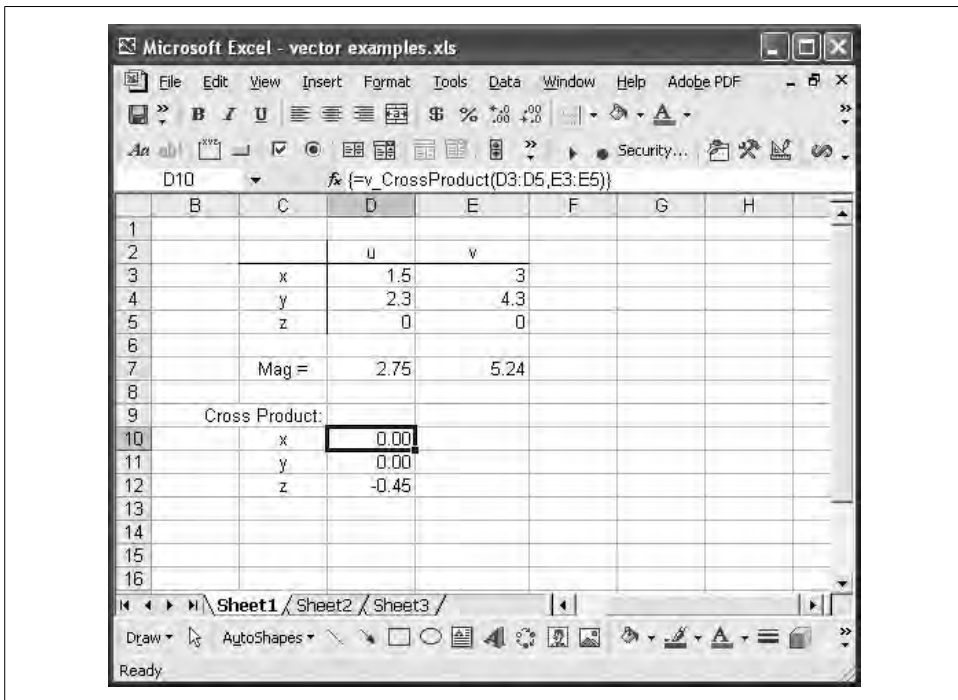 Microsoft Excel - vector examples.xls
File Edit View Insert Format Tools Data Window Help Adobe PDF
B I U $ %
Aa ab| Security...
D10 fx {=v_CrossProduct(D3:D5,E3:E5)}
B C D E F G H
1
2 u v
3 x 1.5 3
4 y 2.3 4.3
5 z 0 0
6
7 Mag = 2.75 5.24
8
9 Cross Product:
10 x 0.00
11 y 0.00
12 z -0.45
13
14
15
16
Sheet1 / Sheet2 / Sheet3 /
Draw AutoShapes A
Ready